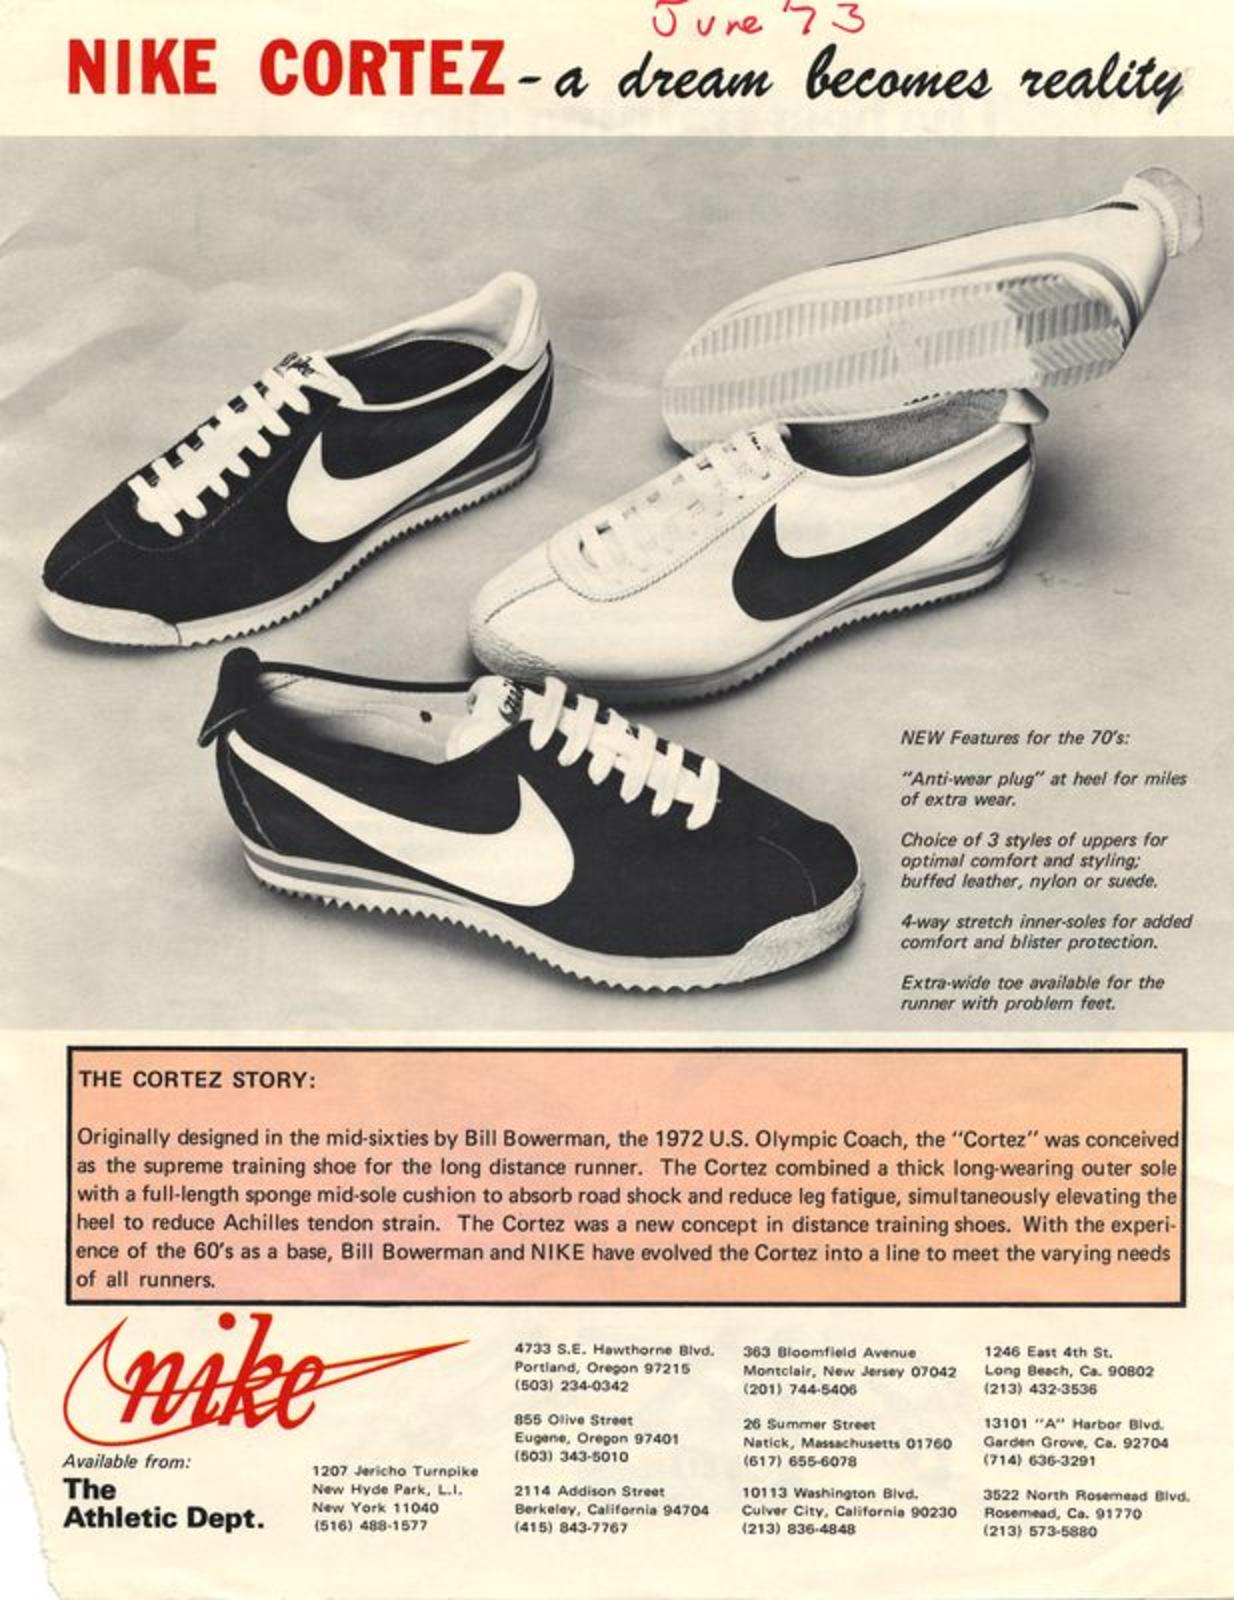 June '73
NIKE CORTEZ - a dream becomes reality
NEW Features for the 70's:
"Anti-wear plug" at heel for miles
of extra wear.
Choice of 3 styles of uppers for
optimal comfort and styling;
buffed leather, nylon or suede.
4-way stretch inner-soles for added
comfort and blister protection.
Extra-wide toe available for the
runner with problem feet.
THE CORTEZ STORY:
Originally designed in the mid-sixties by Bill Bowerman, the 1972 U.S. Olympic Coach, the "Cortez" was conceived
as the supreme training shoe for the long distance runner. The Cortez combined a thick long-wearing outer sole
with a full-length sponge mid-sole cushion to absorb road shock and reduce leg fatigue, simultaneously elevating the
heel to reduce Achilles tendon strain. The Cortez was a new concept in distance training shoes. With the experi-
ence of the 60's as a base, Bill Bowerman and NIKE have evolved the Cortez into a line to meet the varying needs
of all runners.
nike
Available from:
The
Athletic Dept.
1207 Jericho Turnpike
New Hyde Park, L.I.
New York 11040
(516) 488-1577
4733 S.E. Hawthorne Blvd.
Portland, Oregon 97215
(503) 234-0342
855 Olive Street
Eugene, Oregon 97401
(503) 343-5010
2114 Addison Street
Berkeley, California 94704
(415) 843-7767
363 Bloomfield Avenue
Montclair, New Jersey 07042
(201) 744-5406
26 Summer Street
Natick, Massachusetts 01760
(617) 655-6078
10113 Washington Blvd.
Culver City, California 90230
(213) 836-4848
1246 East 4th St.
Long Beach, Ca. 90802
(213) 432-3536
13101 "A" Harbor Blvd.
Garden Grove, Ca. 92704
(714) 636-3291
3522 North Rosemead Blvd.
Rosemead, Ca. 91770
(213) 573-5880